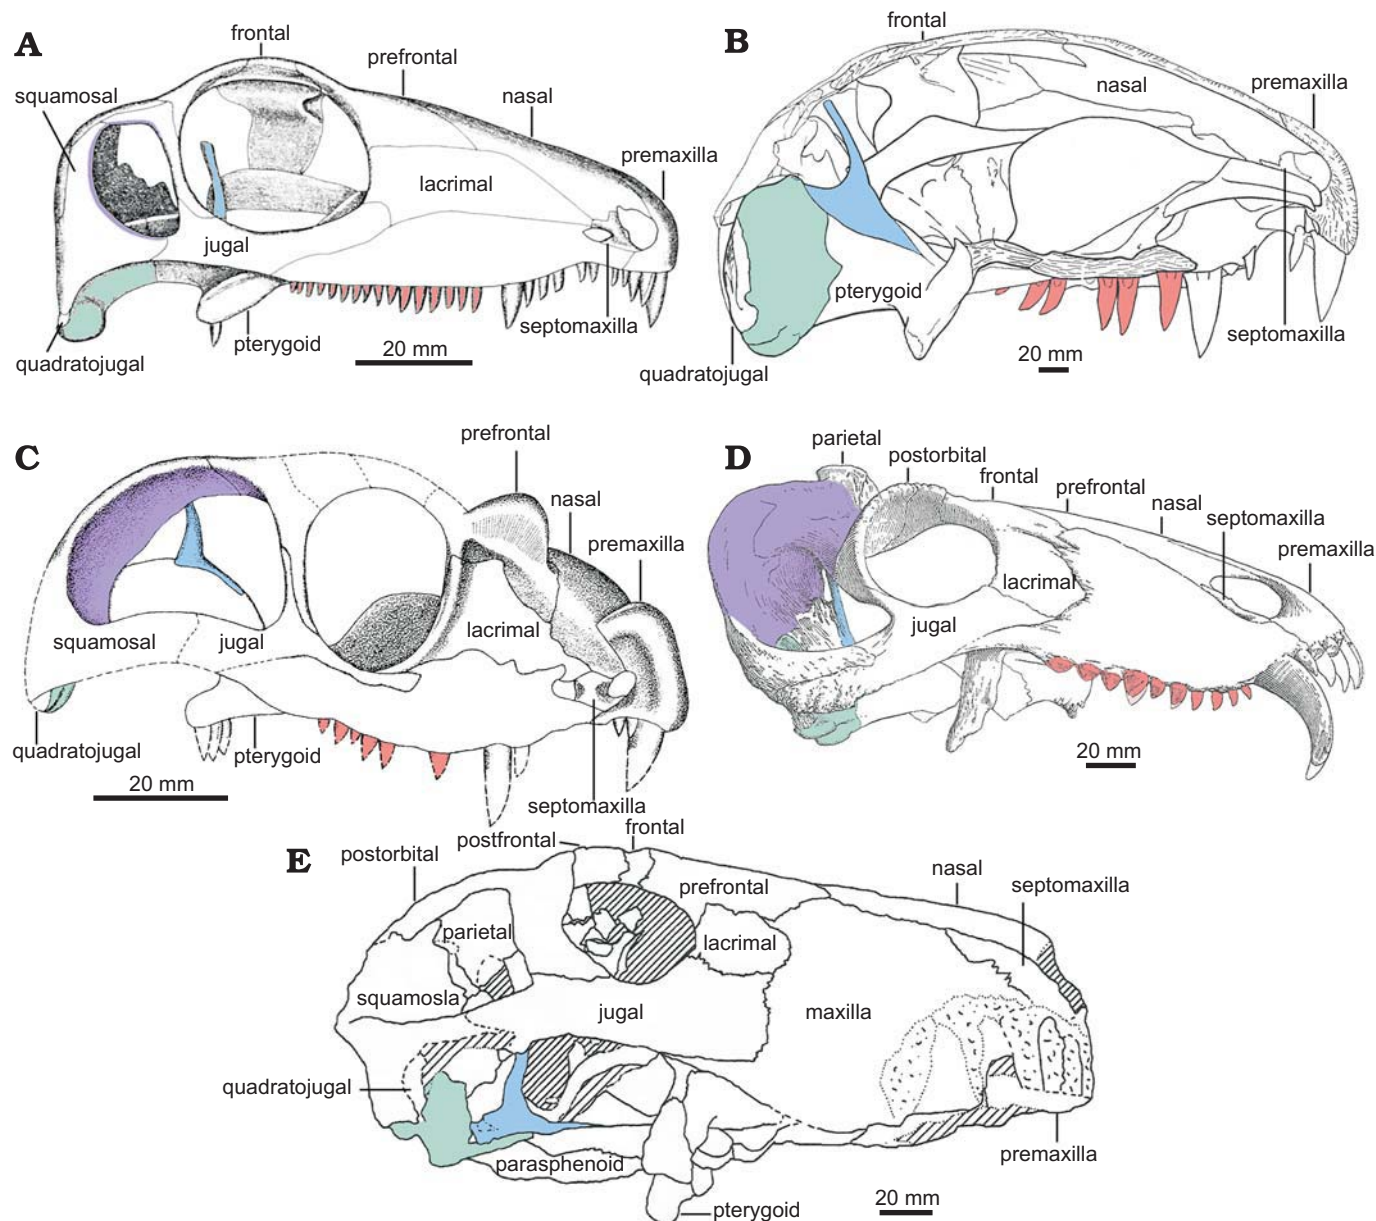 A
frontal
prefrontal
squamosal
nasal
premaxilla
lacrimal
jugal
septomaxilla
pterygoid
quadratojugal
20 mm
B
frontal
nasal
premaxilla
pterygoid
septomaxilla
quadratojugal
20 mm
C
prefrontal
nasal
premaxilla
lacrimal
squamosal
jugal
quadratojugal
pterygoid
septomaxilla
20 mm
D
parietal
postorbital
frontal
prefrontal
nasal
septomaxilla
premaxilla
lacrimal
jugal
20 mm
E
postfrontal
frontal
postorbital
prefrontal
nasal
septomaxilla
parietal
lacrimal
squamosla
jugal
maxilla
quadratojugal
parasphenoid
premaxilla
pterygoid
20 mm